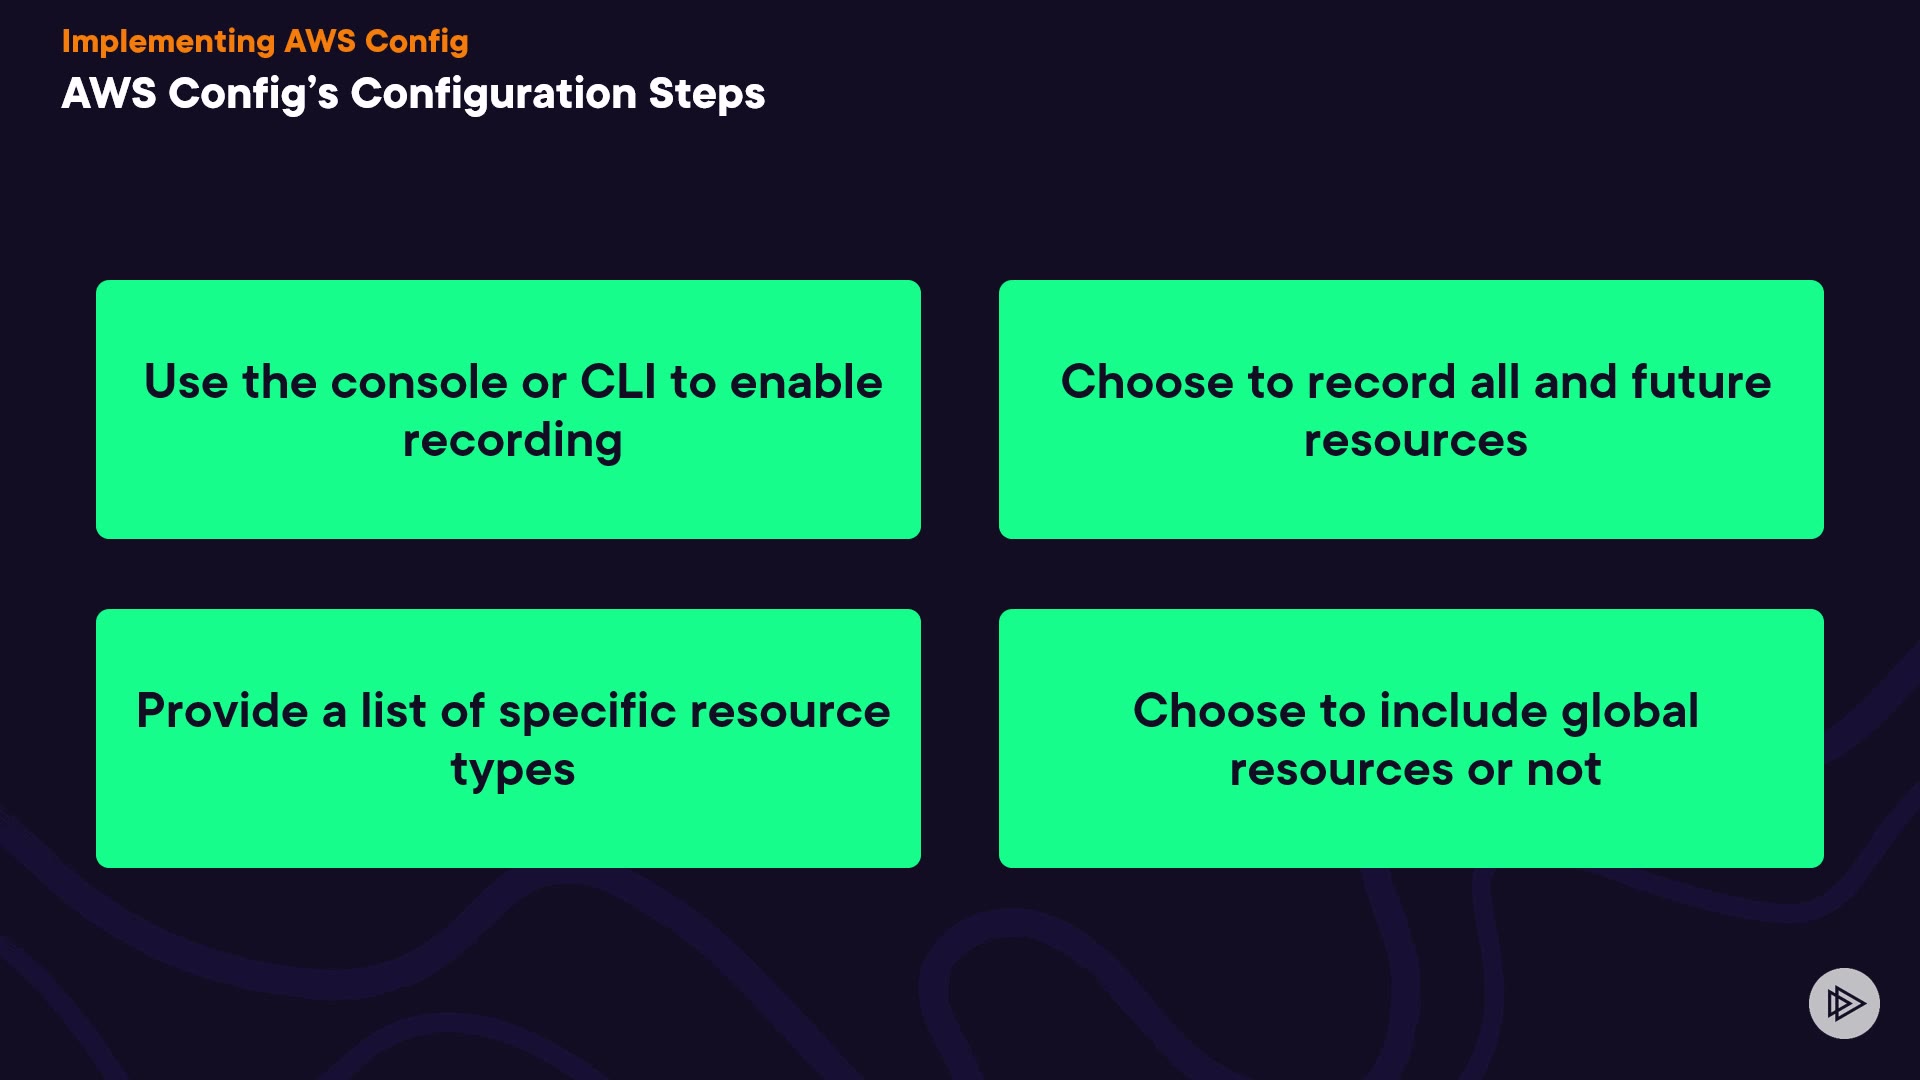 Implementing AWS Config
AWS Config’s Configuration Steps
Use the console or CLI to enable
recording
Choose to record all and future
resources
Provide a list of specific resource
types
Choose to include global
resources or not